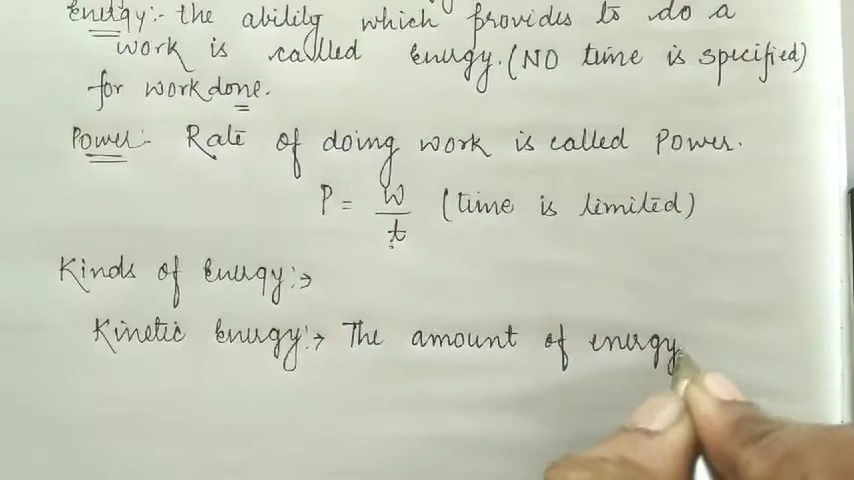 Energy:- the ability which provides to do a
work is called energy. (NO time is specified)
for work done.
Power:- Rate of doing work is called Power.
P = W/t (time is limited)
Kinds of Energy:→
Kinetic Energy:→ The amount of energy